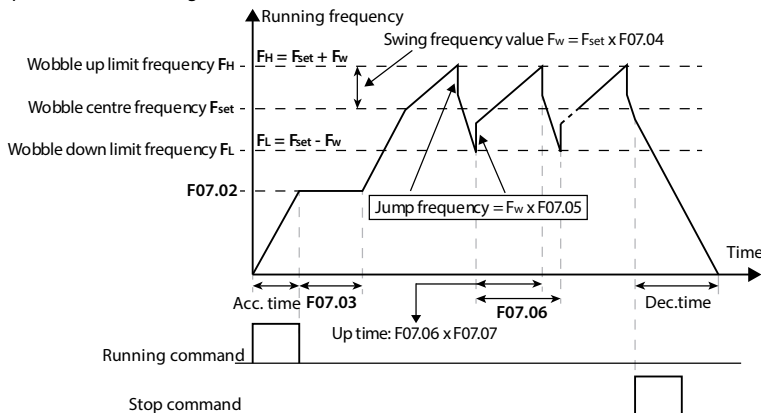 Running frequency
Swing frequency value Fw = Fset x F07.04
Wobble up limit frequency FH
FH = Fset + Fw
Wobble centre frequency Fset
Wobble down limit frequency FL
FL = Fset - Fw
F07.02
Jump frequency = Fw x F07.05
Time
Acc. time
F07.03
F07.06
Dec.time
Up time: F07.06 x F07.07
Running command
Stop command